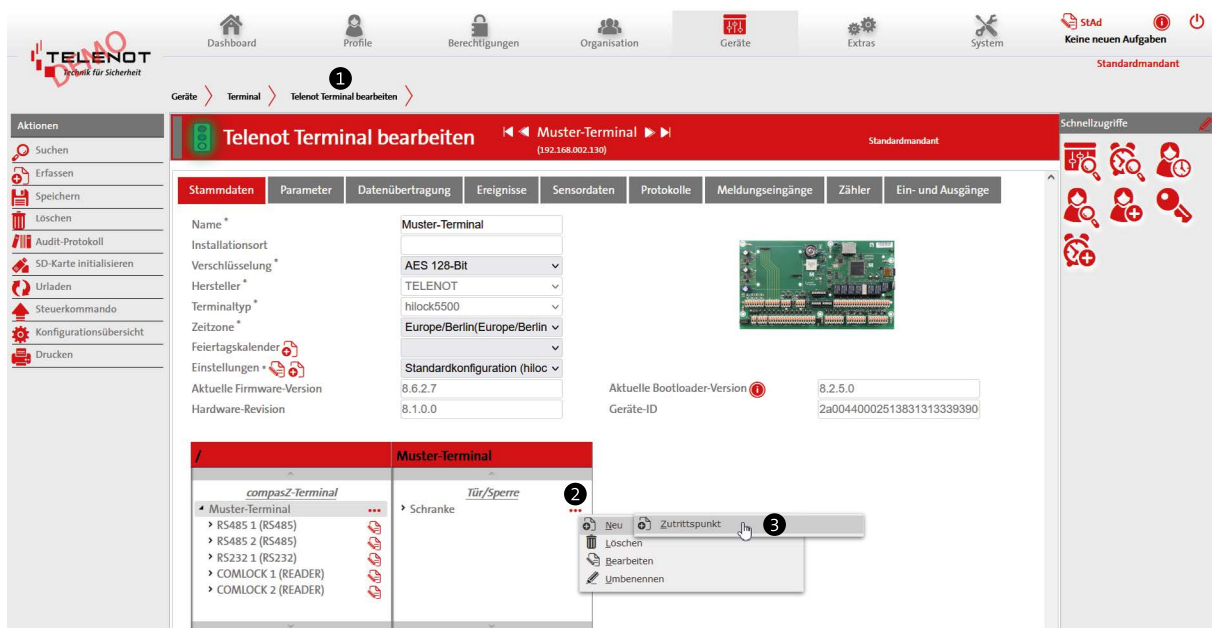 Dashboard
Profile
Berechtigungen
Organisation
Geräte
Extras
System
StAd
Keine neuen Aufgaben
Standardmandant
TELENOT
Technik für Sicherheit
DEMO
1
Geräte
Terminal
Telenot Terminal bearbeiten
Aktionen
Suchen
Erfassen
Speichern
Löschen
Audit-Protokoll
SD-Karte initialisieren
Urladen
Steuerkommando
Konfigurationsübersicht
Drucken
Telenot Terminal bearbeiten
Muster-Terminal
(192.168.002.130)
Standardmandant
Schnellzugriffe
Stammdaten
Parameter
Datenübertragung
Ereignisse
Sensordaten
Protokolle
Meldungseingänge
Zähler
Ein- und Ausgänge
Name * Muster-Terminal
Installationsort
Verschlüsselung * AES 128-Bit
Hersteller * TELENOT
Terminaltyp * hilock5500
Zeitzone * Europe/Berlin(Europe/Berlin
Feiertagskalender
Einstellungen * Standardkonfiguration (hiloc
Aktuelle Firmware-Version 8.6.2.7
Aktuelle Bootloader-Version 8.2.5.0
Hardware-Revision 8.1.0.0
Geräte-ID 2a00440002513831313339390
/
Muster-Terminal
compasZ-Terminal
Muster-Terminal
RS485 1 (RS485)
RS485 2 (RS485)
RS232 1 (RS232)
COMLOCK 1 (READER)
COMLOCK 2 (READER)
Tür/Sperre
2
Schranke
Neu
Zutrittspunkt
3
Löschen
Bearbeiten
Umbenennen